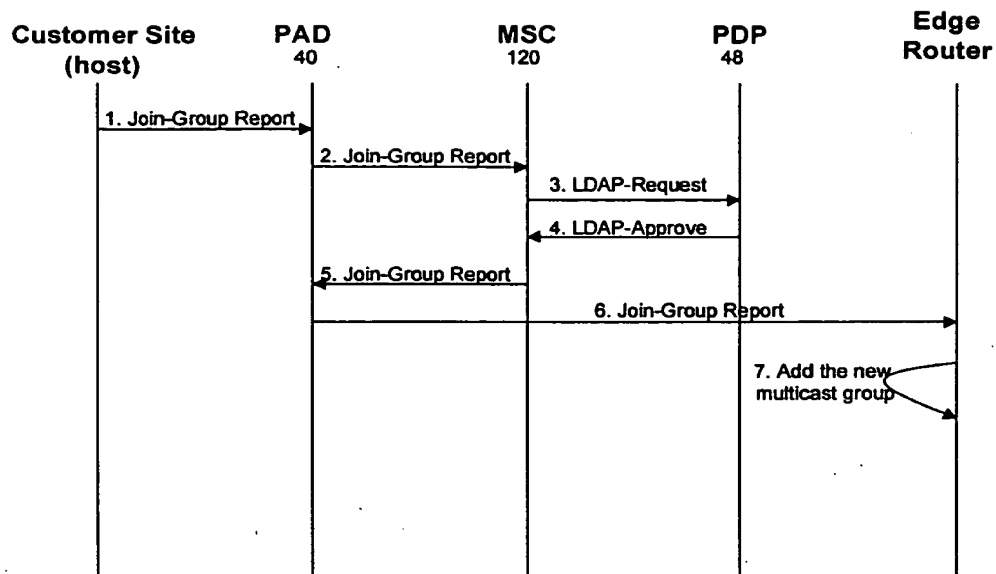 Customer Site
(host)
PAD
40
MSC
120
PDP
48
Edge
Router
1. Join-Group Report
2. Join-Group Report
3. LDAP-Request
4. LDAP-Approve
5. Join-Group Report
6. Join-Group Report
7. Add the new
multicast group